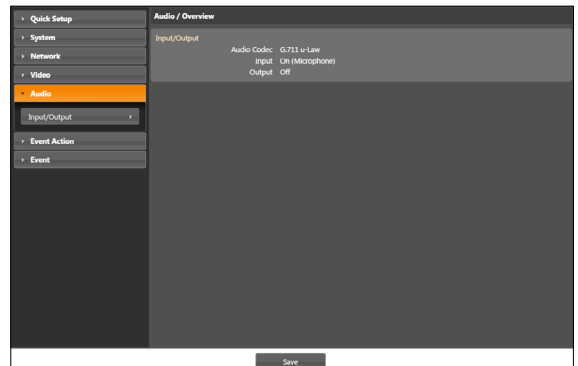 Quick Setup
System
Network
Video
Audio
Input/Output
Event Action
Event
Audio / Overview
Input/Output
Audio Codec G.711 u-Law
Input On (Microphone)
Output Off
Save